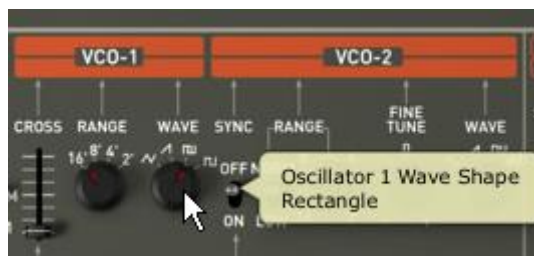 VCO-1 VCO-2
CROSS RANGE WAVE SYNC RANGE FINE TUNE WAVE
16' 8' 4' 2'
OFF
Oscillator 1 Wave Shape
Rectangle
ON